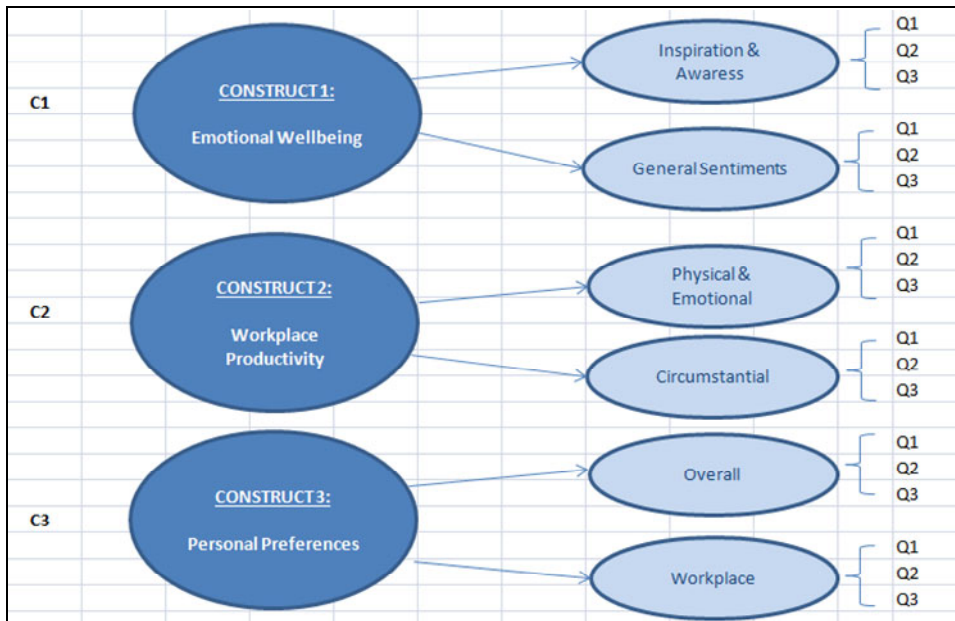 C1
CONSTRUCT 1:
Emotional Wellbeing
Inspiration &
Awaress
Q1
Q2
Q3
General Sentiments
Q1
Q2
Q3
C2
CONSTRUCT 2:
Workplace
Productivity
Physical &
Emotional
Q1
Q2
Q3
Circumstantial
Q1
Q2
Q3
C3
CONSTRUCT 3:
Personal Preferences
Overall
Q1
Q2
Q3
Workplace
Q1
Q2
Q3